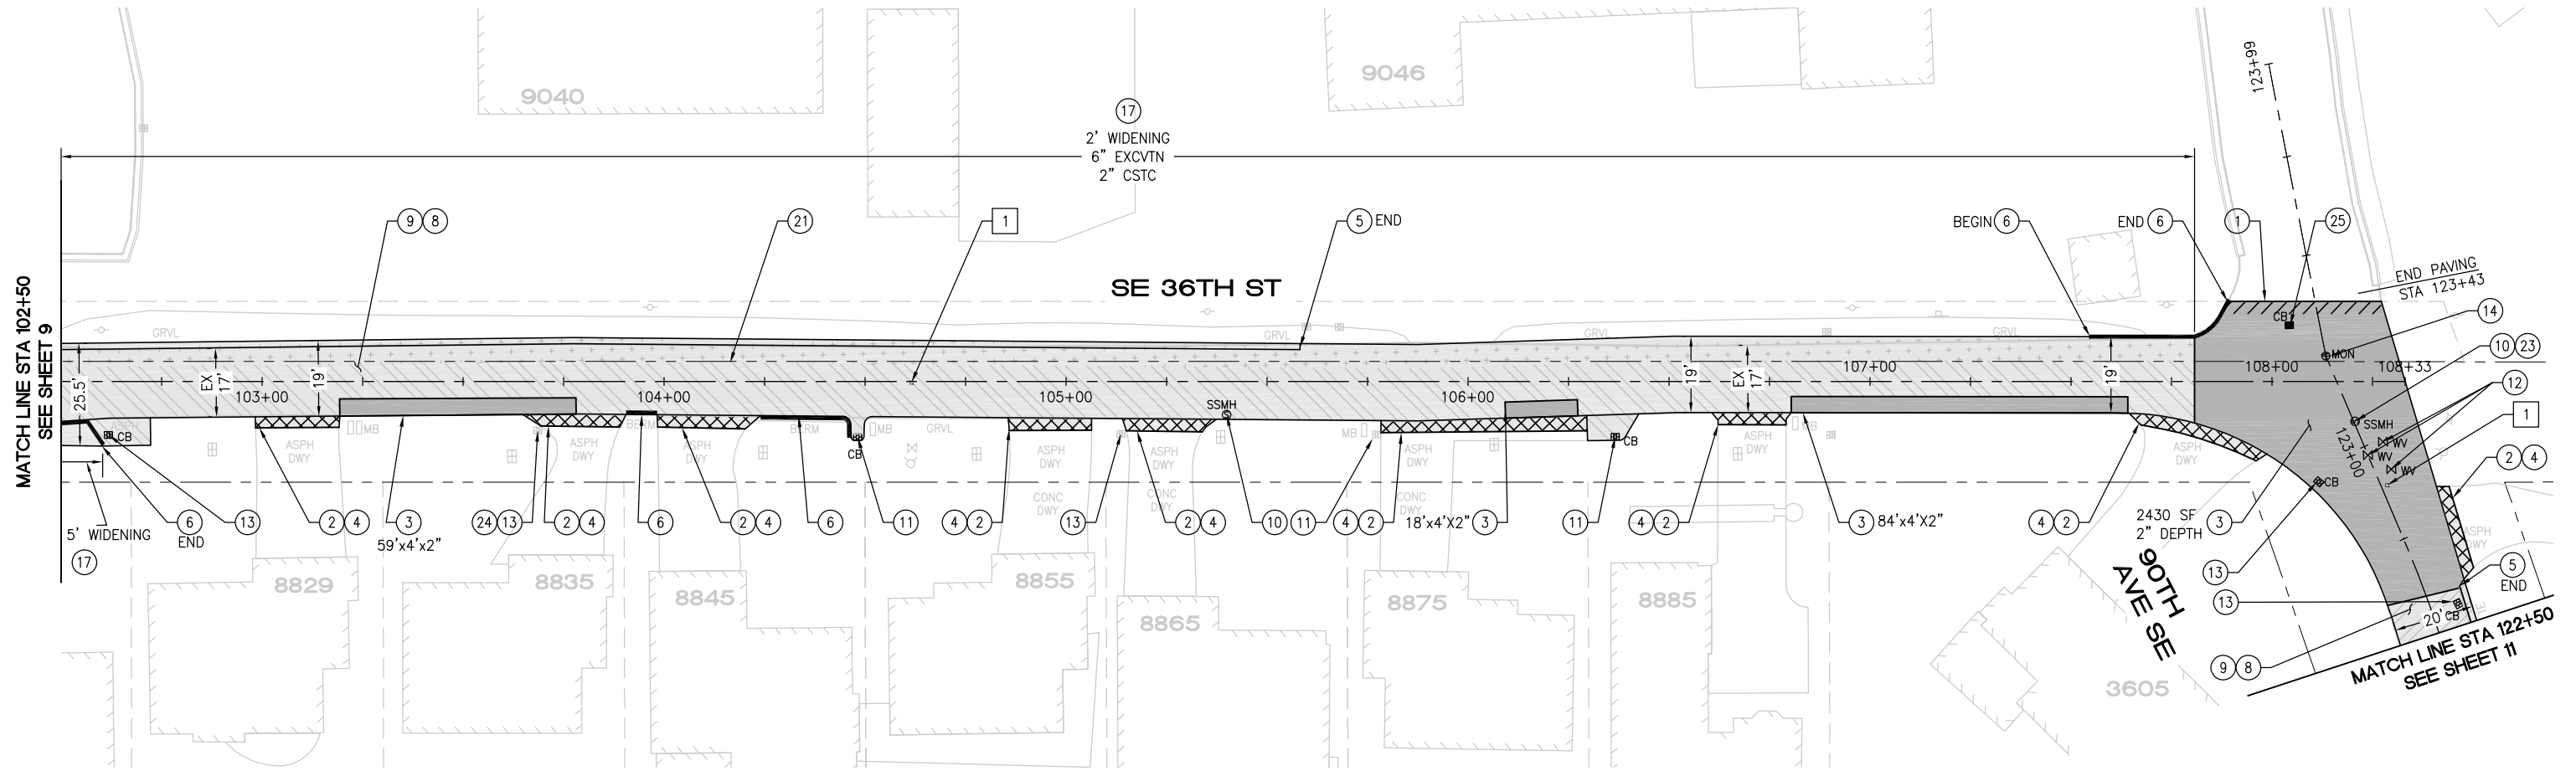 9040
9046
123+99
17
2' WIDENING
6" EXCVTN
2" CSTC
9 8
21
1
5 END
BEGIN 6
END 6
1
25
SE 36TH ST
END PAVING
STA 123+43
MATCH LINE STA 102+50
SEE SHEET 9
GRVL
GRVL
GRVL
GRVL
CB
14
MON
10 23
12
1
25.5'
EX
17'
19'
19'
EX
17'
19'
103+00
104+00
105+00
106+00
107+00
108+00
108+33
123+00
SSMH
SSMH
WV
WV
WV
ASPH
CB
ASPH
DWY
MB
ASPH
DWY
BERM
ASPH
DWY
BERM
CB
MB
GRVL
ASPH
DWY
CONC
DWY
ASPH
DWY
CONC
DWY
MB
ASPH
DWY
CONC
DWY
CB
ASPH
DWY
MB
ASPH
DWY
CB
2 4
ASPH
DWY
5' WIDENING
17
6
END
13
2 4
3
59'x4'x2"
24 13
2 4
6
2 4
6
11
4 2
13
2 4
10
11
4 2
18'x4'X2" 3
11
4 2
3 84'x4'X2"
4 2
2430 SF
2" DEPTH
3
13
13
5
END
CB
20'
9 8
90TH
AVE SE
MATCH LINE STA 122+50
SEE SHEET 11
8829
8835
8845
8855
8865
8875
8885
3605